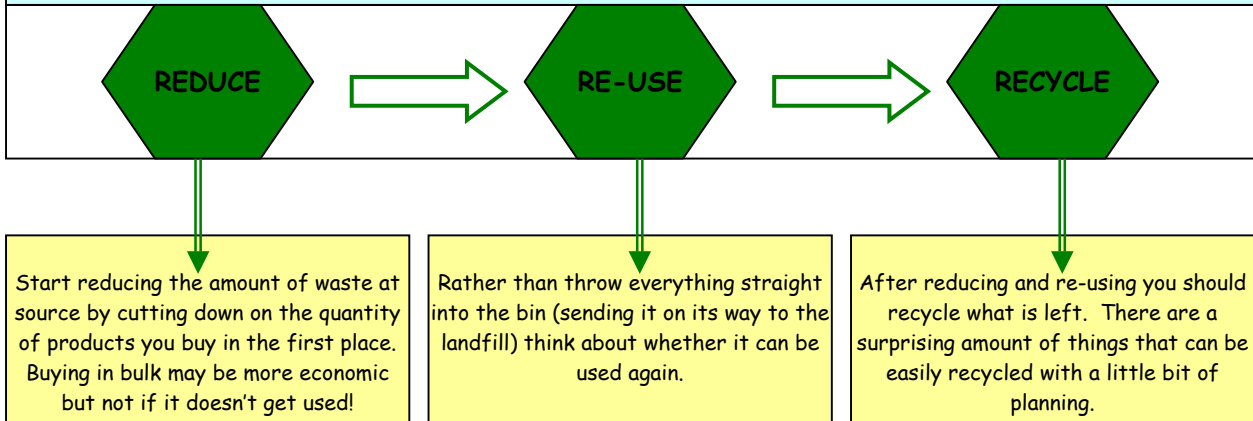 REDUCE
RE-USE
RECYCLE
Start reducing the amount of waste at
source by cutting down on the quantity
of products you buy in the first place.
Buying in bulk may be more economic
but not if it doesn't get used!
Rather than throw everything straight
into the bin (sending it on its way to the
landfill) think about whether it can be
used again.
After reducing and re-using you should
recycle what is left.  There are a
surprising amount of things that can be
easily recycled with a little bit of
planning.